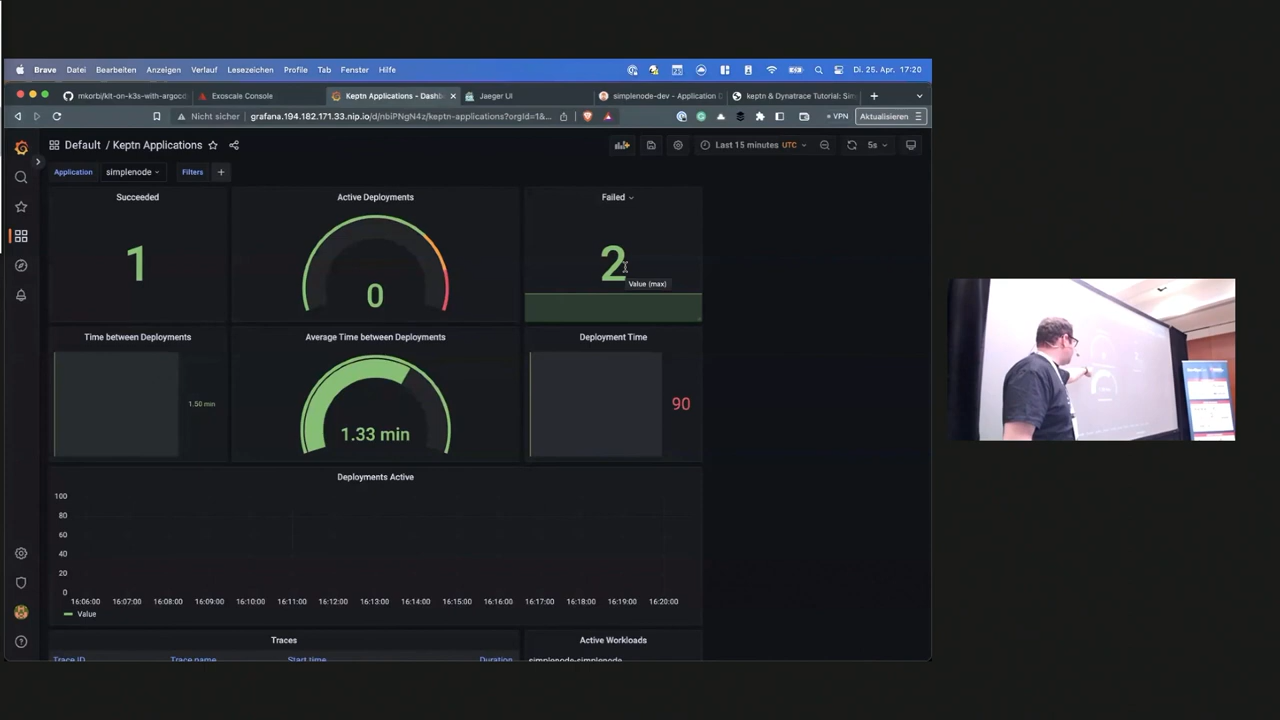 Brave Datei Bearbeiten Anzeigen Verlauf Lesezeichen Profile Tab Fenster Hilfe Di. 25. Apr. 17:20
mkorbi/klt-on-k3s-with-argocd Exoscale Console Keptn Applications - Dashb Jaeger UI simplenode-dev - Application D keptn & Dynatrace Tutorial: Sim
Nicht sicher grafana.194.182.171.33.nip.io/d/nbiPNgN4z/keptn-applications?orgId=1&... VPN Aktualisieren
Default / Keptn Applications Last 15 minutes UTC 5s
Application simplenode Filters +
Succeeded Active Deployments Failed
1 0 2
Value (max)
Time between Deployments Average Time between Deployments Deployment Time
1.50 min 1.33 min 90
Deployments Active
100
80
60
40
20
0
16:06:00 16:07:00 16:08:00 16:09:00 16:10:00 16:11:00 16:12:00 16:13:00 16:14:00 16:15:00 16:16:00 16:17:00 16:18:00 16:19:00 16:20:00
Value
Traces Active Workloads
Trace ID Trace name Start time Duration simplenode-simplenode